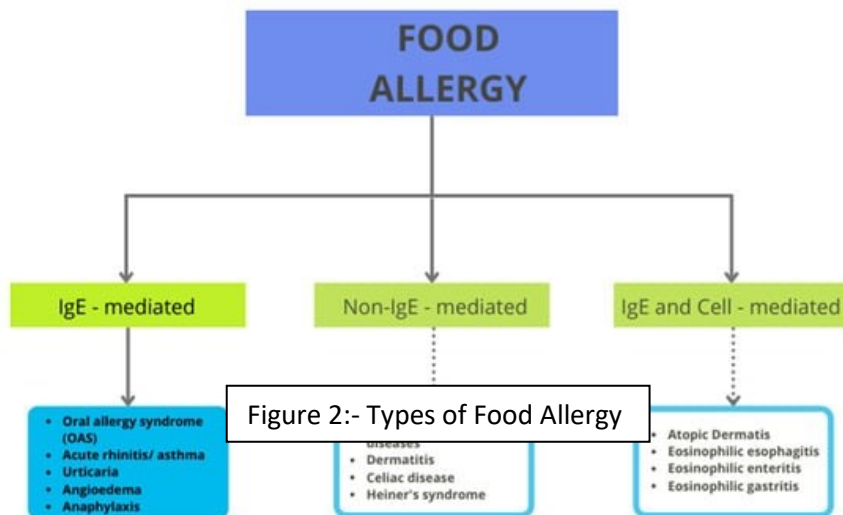 FOOD
ALLERGY
IgE - mediated
Non-IgE - mediated
IgE and Cell - mediated
• Oral allergy syndrome
(OAS)
• Acute rhinitis/ asthma
• Urticaria
• Angioedema
• Anaphylaxis
Figure 2:- Types of Food Allergy
diseases
• Dermatitis
• Celiac disease
• Heiner's syndrome
• Atopic Dermatis
• Eosinophilic esophagitis
• Eosinophilic enteritis
• Eosinophilic gastritis